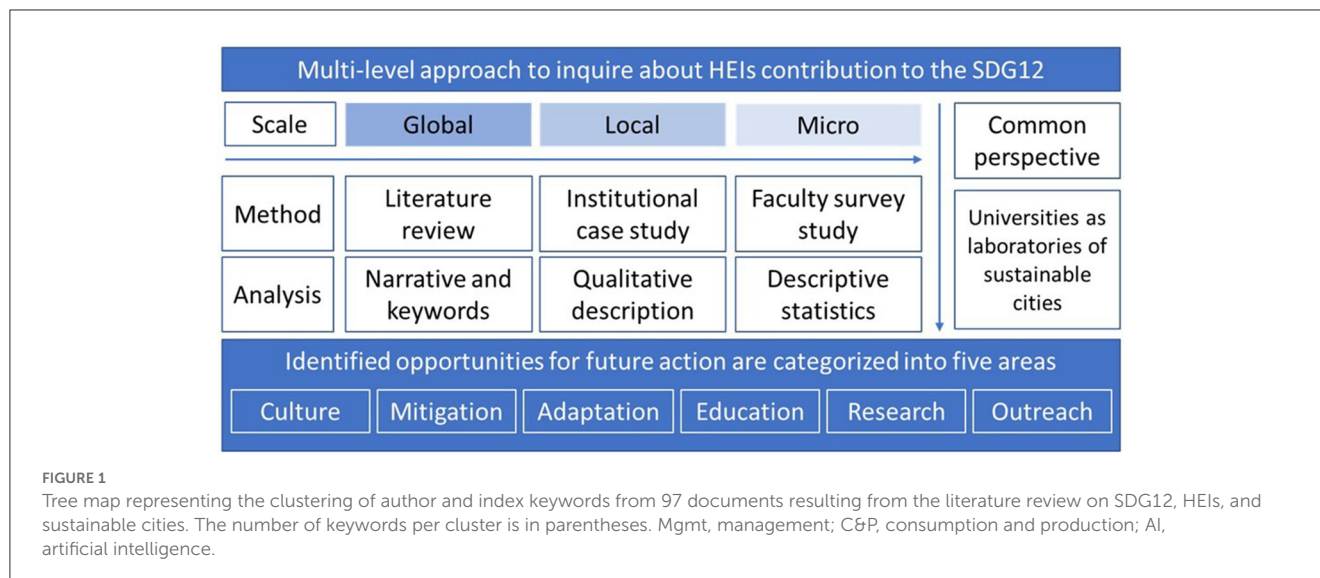 Multi-level approach to inquire about HEIs contribution to the SDG12
Scale
Global
Local
Micro
Common
perspective
Method
Literature
review
Institutional
case study
Faculty survey
study
Universities as
laboratories of
sustainable
cities
Analysis
Narrative and
keywords
Qualitative
description
Descriptive
statistics
Identified opportunities for future action are categorized into five areas
Culture
Mitigation
Adaptation
Education
Research
Outreach
FIGURE 1
Tree map representing the clustering of author and index keywords from 97 documents resulting from the literature review on SDG12, HEIs, and
sustainable cities. The number of keywords per cluster is in parentheses. Mgmt, management; C&P, consumption and production; AI,
artificial intelligence.